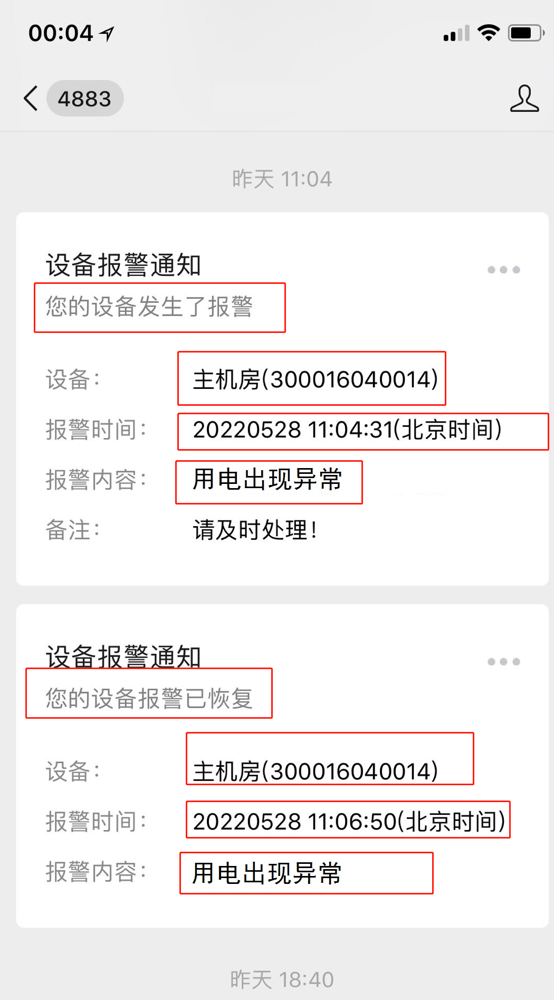 00:04
4883
昨天 11:04
设备报警通知
您的设备发生了报警
设备： 主机房(300016040014)
报警时间： 20220528 11:04:31(北京时间)
报警内容： 用电出现异常
备注： 请及时处理！
设备报警通知
您的设备报警已恢复
设备： 主机房(300016040014)
报警时间： 20220528 11:06:50(北京时间)
报警内容： 用电出现异常
昨天 18:40